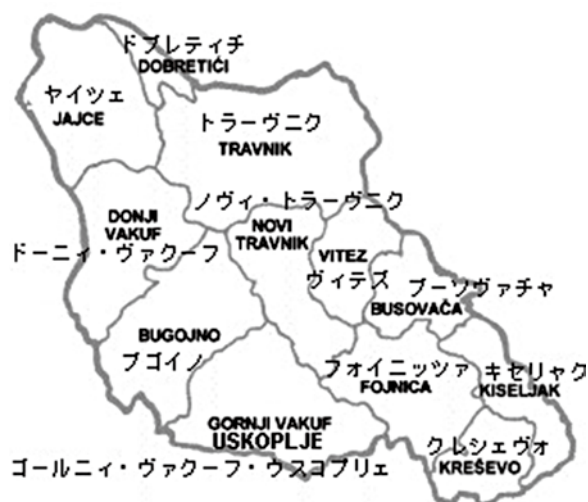 ドブレティチ
DOBRETIĆI
ヤイツェ
JAJCE
トラーヴニク
TRAVNIK
ノヴィ・トラーヴニク
DONJI
VAKUF
ドーニィ・ヴァクーフ
NOVI
TRAVNIK
VITEZ
ヴィテズ
ブーソヴァチャ
BUSOVAČA
BUGOJNO
ブゴイノ
フォイニッツァ
FOJNICA
キセリャク
KISELJAK
GORNJI VAKUF
USKOPLJE
ゴールニィ・ヴァクーフ・ウスコプリェ
クレシェヴォ
KREŠEVO